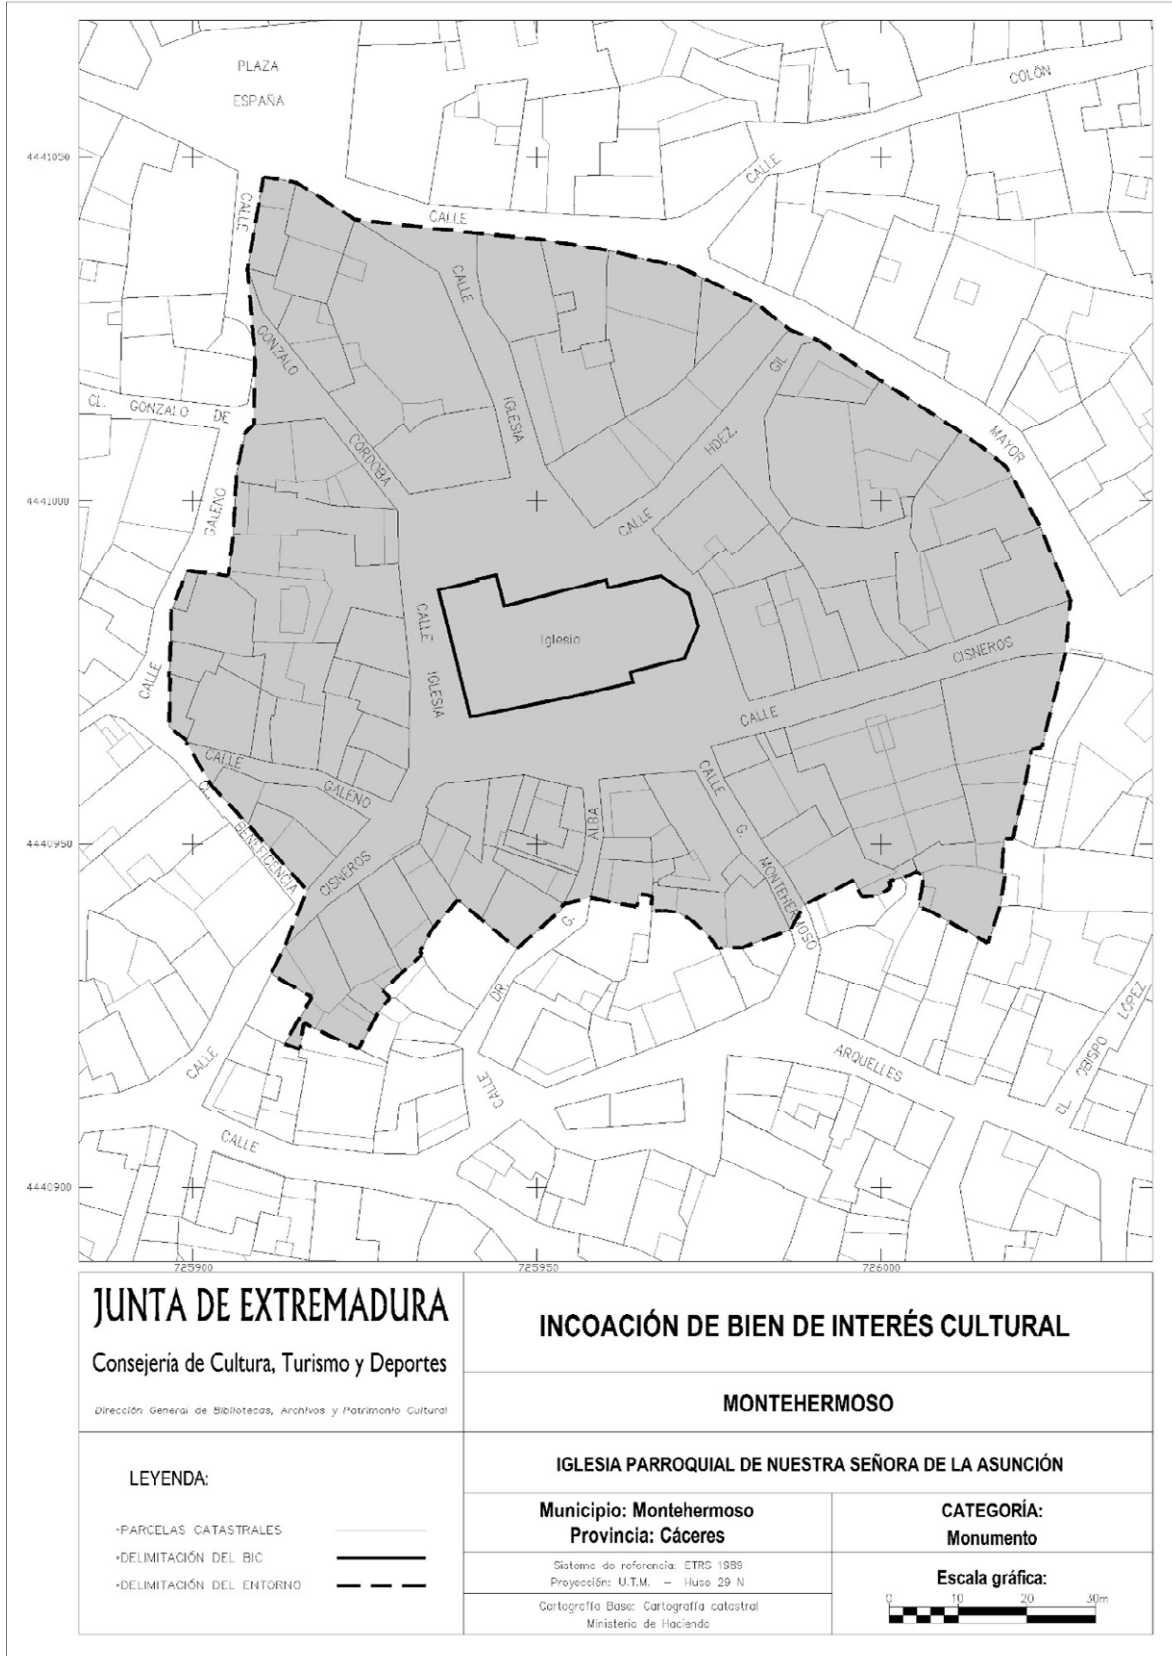 PLAZA
ESPAÑA
COLÓN
CALLE
4441050
CALLE
CALLE
CALLE
GONZALO
CÓRDOBA
IGLESIA
GIL
HDEZ.
CALLE
MAYOR
CL. GONZALO DE
GALENO
CALLE
4441000
CALLE
IGLESIA
Iglesia
CISNEROS
CALLE
CALLE
GALENO
CL. BENEFICENCIA
CISNEROS
ALBA
CALLE
G.
MONTEHERMOSO
4440950
G.
DR.
CALLE
CALLE
CALLE
ARQUELLES
CL. OBISPO LÓPEZ
4440900
725900
725950
726000
JUNTA DE EXTREMADURA
Consejería de Cultura, Turismo y Deportes
Dirección General de Bibliotecas, Archivos y Patrimonio Cultural
INCOACIÓN DE BIEN DE INTERÉS CULTURAL
MONTEHERMOSO
IGLESIA PARROQUIAL DE NUESTRA SEÑORA DE LA ASUNCIÓN
LEYENDA:
•PARCELAS CATASTRALES
•DELIMITACIÓN DEL BIC
•DELIMITACIÓN DEL ENTORNO
Municipio: Montehermoso
Provincia: Cáceres
Sistema de referencia: ETRS 1989
Proyección: U.T.M. – Huso 29 N
Cartografía Base: Cartografía catastral
Ministerio de Hacienda
CATEGORÍA:
Monumento
Escala gráfica:
0 10 20 30m